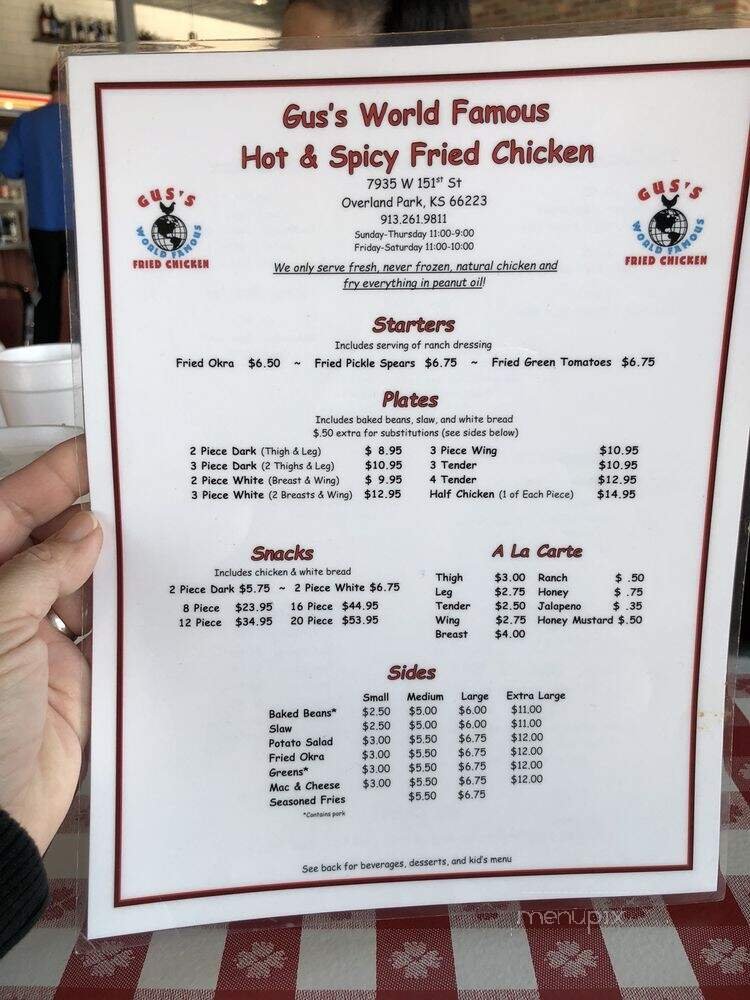 Gus's World Famous
Hot & Spicy Fried Chicken
7935 W 151st St
Overland Park, KS 66223
913.261.9811
Sunday-Thursday 11:00-9:00
Friday-Saturday 11:00-10:00
GUS'S
WORLD FAMOUS
FRIED CHICKEN
GUS'S
WORLD FAMOUS
FRIED CHICKEN
We only serve fresh, never frozen, natural chicken and
fry everything in peanut oil!
Starters
Includes serving of ranch dressing
Fried Okra $6.50 ~ Fried Pickle Spears $6.75 ~ Fried Green Tomatoes $6.75
Plates
Includes baked beans, slaw, and white bread
$.50 extra for substitutions (see sides below)
2 Piece Dark (Thigh & Leg) $ 8.95 3 Piece Wing $10.95
3 Piece Dark (2 Thighs & Leg) $10.95 3 Tender $10.95
2 Piece White (Breast & Wing) $ 9.95 4 Tender $12.95
3 Piece White (2 Breasts & Wing) $12.95 Half Chicken (1 of Each Piece) $14.95
Snacks
Includes chicken & white bread
2 Piece Dark $5.75 ~ 2 Piece White $6.75
8 Piece $23.95 16 Piece $44.95
12 Piece $34.95 20 Piece $53.95
A La Carte
Thigh $3.00 Ranch $ .50
Leg $2.75 Honey $ .75
Tender $2.50 Jalapeno $ .35
Wing $2.75 Honey Mustard $.50
Breast $4.00
Sides
Small Medium Large Extra Large
Baked Beans* $2.50 $5.00 $6.00 $11.00
Slaw $2.50 $5.00 $6.00 $11.00
Potato Salad $3.00 $5.50 $6.75 $12.00
Fried Okra $3.00 $5.50 $6.75 $12.00
Greens* $3.00 $5.50 $6.75 $12.00
Mac & Cheese $3.00 $5.50 $6.75 $12.00
Seasoned Fries $5.50 $6.75
*Contains pork
See back for beverages, desserts, and kid's menu
menupix